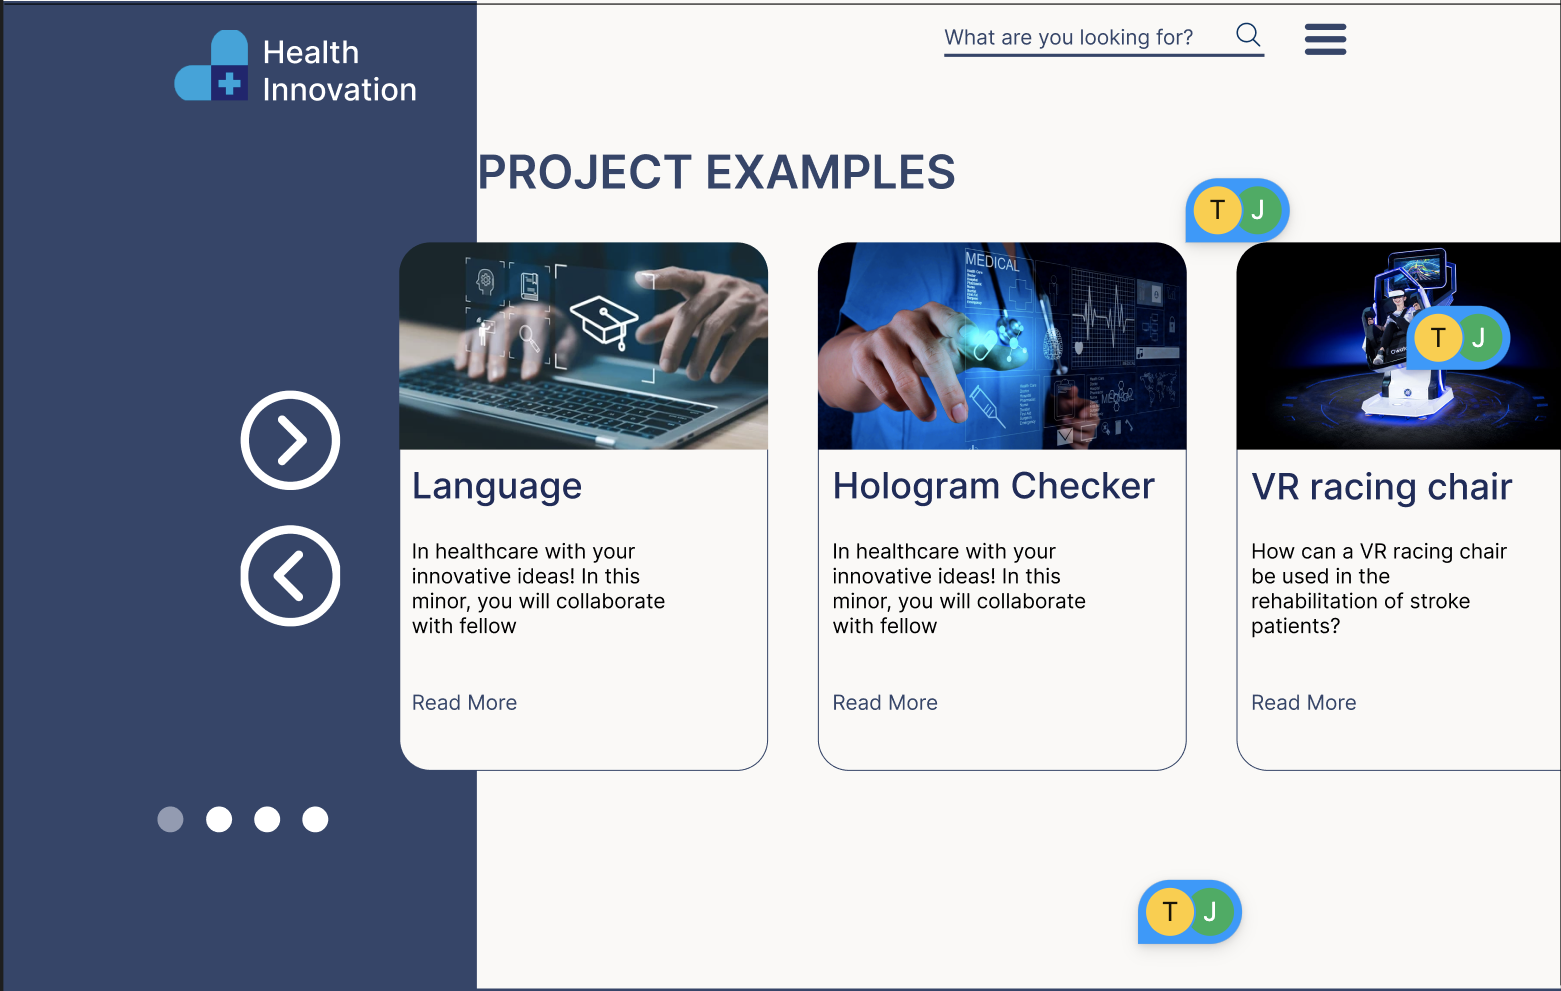 Health
Innovation
What are you looking for?
PROJECT EXAMPLES
T J
MEDICAL
T J
Language
Hologram Checker
VR racing chair
In healthcare with your
innovative ideas! In this
minor, you will collaborate
with fellow
In healthcare with your
innovative ideas! In this
minor, you will collaborate
with fellow
How can a VR racing chair
be used in the
rehabilitation of stroke
patients?
Read More
Read More
Read More
T J